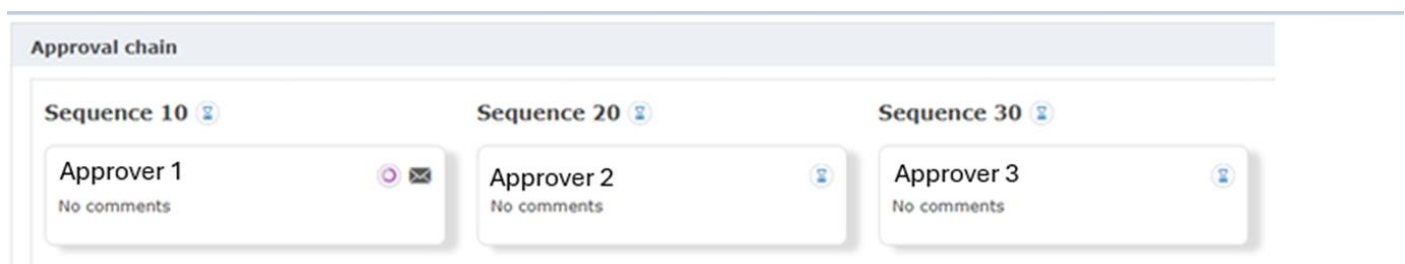 Approval chain
Sequence 10
Sequence 20
Sequence 30
Approver 1
No comments
Approver 2
No comments
Approver 3
No comments